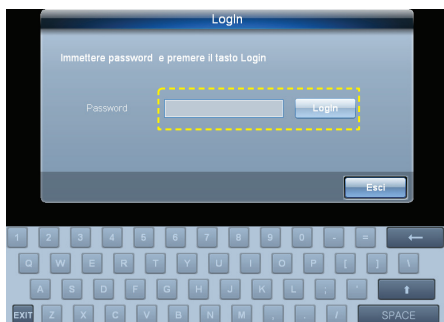 Login
Immettere password e premere il tasto Login
Password
Login
Esci
1 2 3 4 5 6 7 8 9 0 - = ←
Q W E R T Y U I O P [ ] \
A S D F G H J K L ; ' ⬆
EXIT Z X C V B N M , . / SPACE